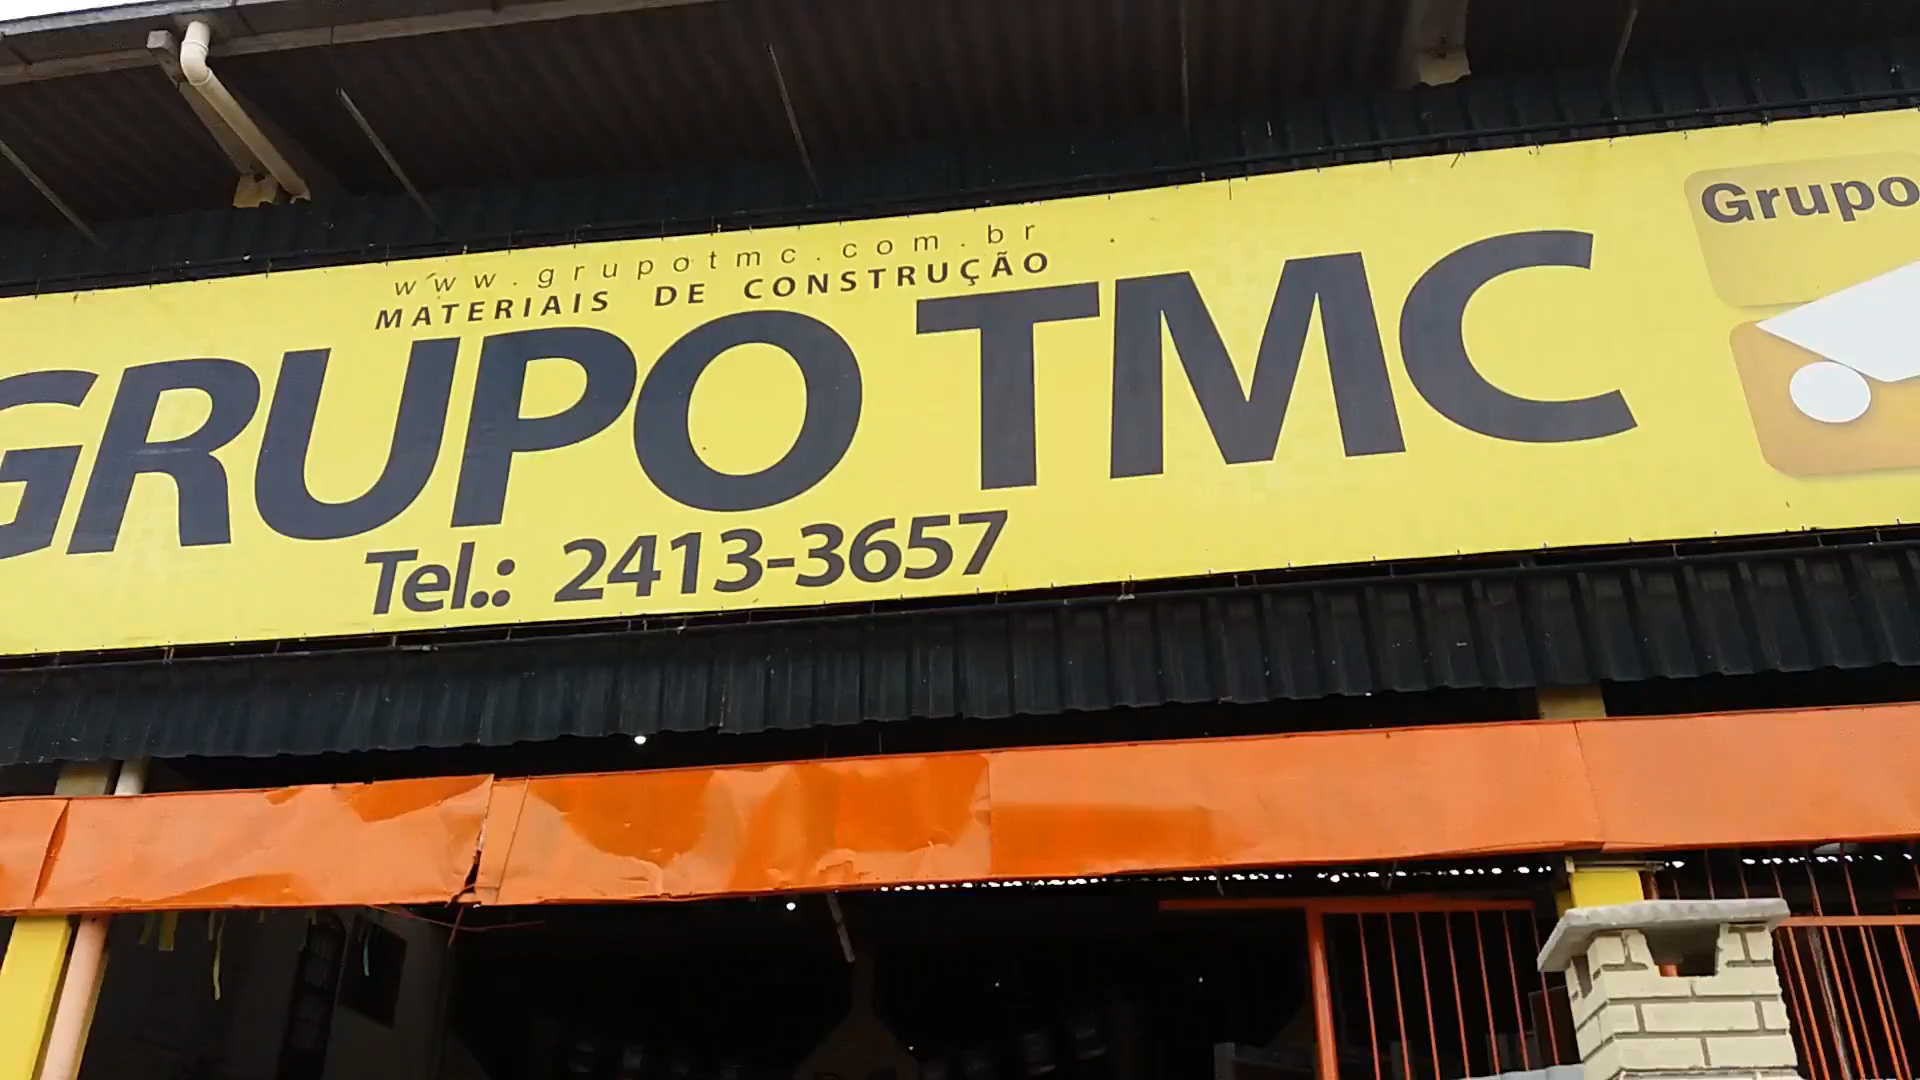 www.grupotmc.com.br
MATERIAIS DE CONSTRUÇÃO
GRUPO TMC
Tel.: 2413-3657
Grupo